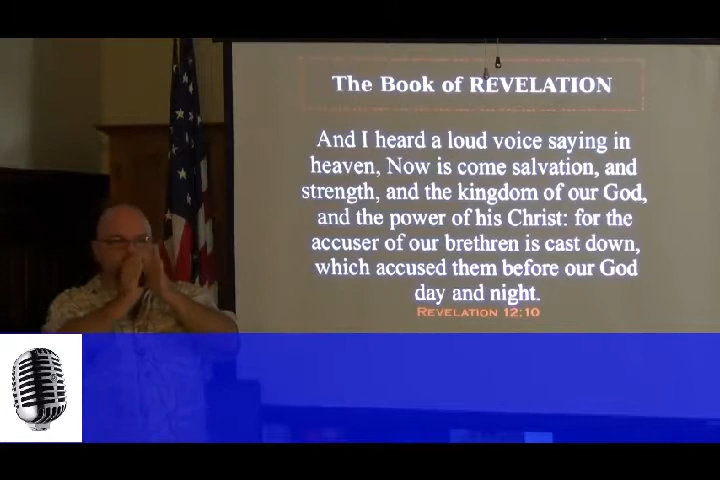 The Book of REVELATION
And I heard a loud voice saying in
heaven, Now is come salvation, and
strength, and the kingdom of our God,
and the power of his Christ: for the
accuser of our brethren is cast down,
which accused them before our God
day and night.
REVELATION 12:10